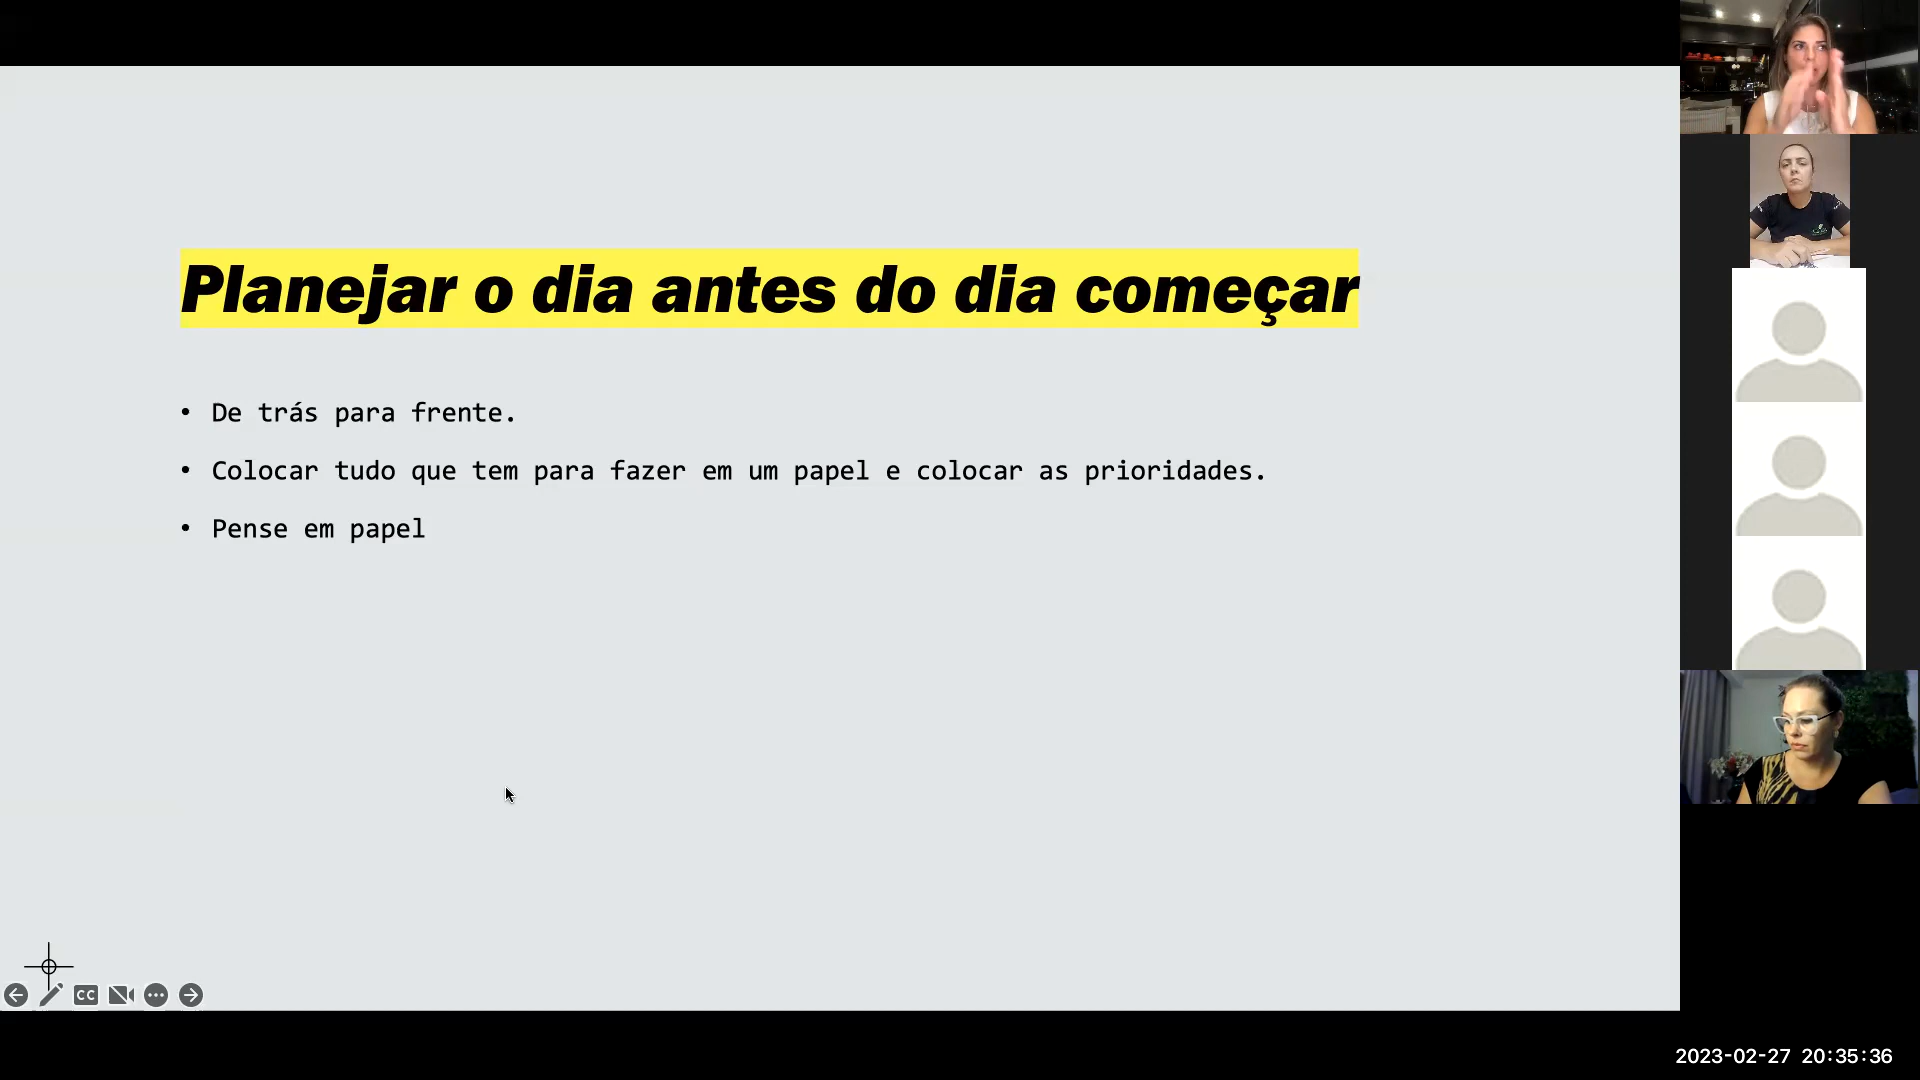 Planejar o dia antes do dia começar
• De trás para frente.
• Colocar tudo que tem para fazer em um papel e colocar as prioridades.
• Pense em papel
CC
2023-02-27 20:35:36